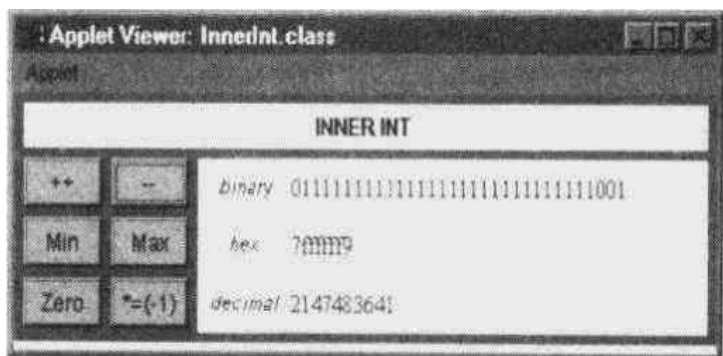 Applet Viewer: InnerInt.class
Applet
INNER INT
++ -- binary 01111111111111111111111111111001
Min Max hex 7ffffff9
Zero *=(-1) decimal 2147483641